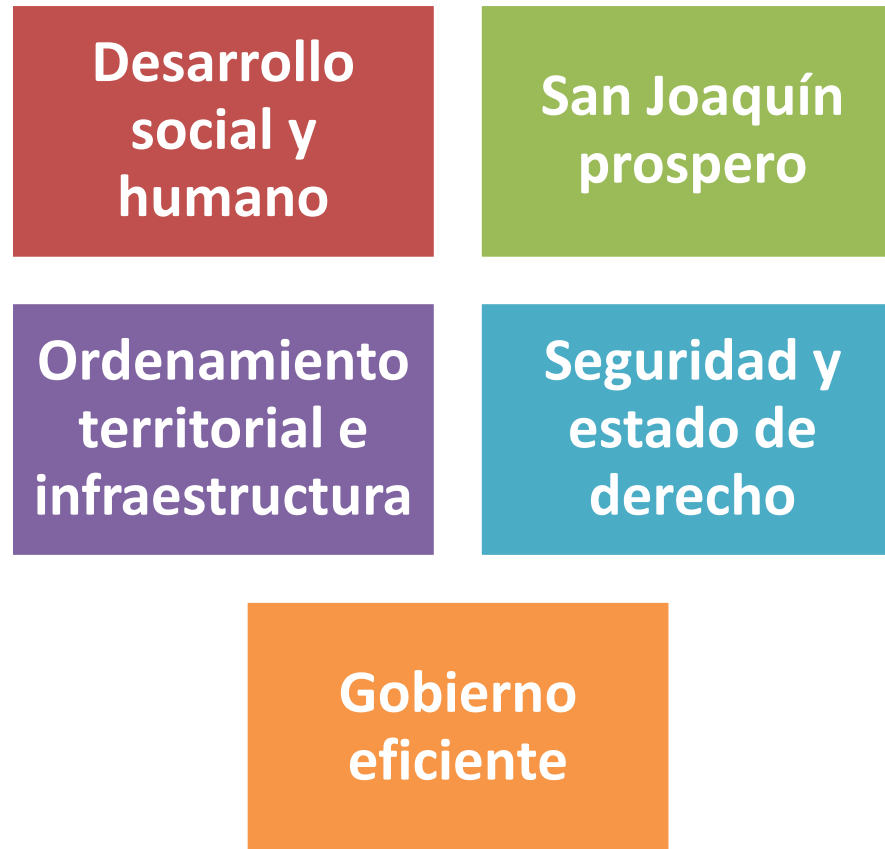 Desarrollo
social y
humano
San Joaquín
prospero
Ordenamiento
territorial e
infraestructura
Seguridad y
estado de
derecho
Gobierno
eficiente